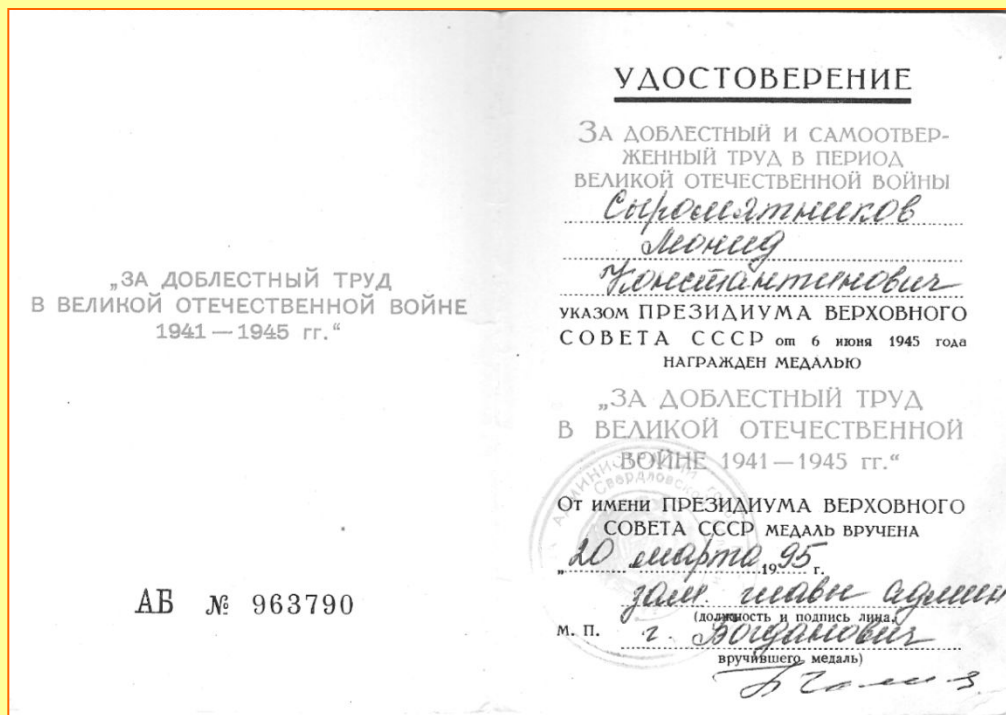 „ЗА ДОБЛЕСТНЫЙ ТРУД
В ВЕЛИКОЙ ОТЕЧЕСТВЕННОЙ ВОЙНЕ
1941—1945 гг.“
АБ № 963790
УДОСТОВЕРЕНИЕ
ЗА ДОБЛЕСТНЫЙ И САМООТВЕР-
ЖЕННЫЙ ТРУД В ПЕРИОД
ВЕЛИКОЙ ОТЕЧЕСТВЕННОЙ ВОЙНЫ
Сыромятников
Леонид
Константинович
УКАЗОМ ПРЕЗИДИУМА ВЕРХОВНОГО
СОВЕТА СССР от 6 июня 1945 года
НАГРАЖДЕН МЕДАЛЬЮ
„ЗА ДОБЛЕСТНЫЙ ТРУД
В ВЕЛИКОЙ ОТЕЧЕСТВЕННОЙ
ВОЙНЕ 1941—1945 гг.“
От имени ПРЕЗИДИУМА ВЕРХОВНОГО
СОВЕТА СССР МЕДАЛЬ ВРУЧЕНА
„20 марта 1995 г.
зам. главы админ
(должность и подпись лица,
М. П. г. Богданович
вручившего медаль)